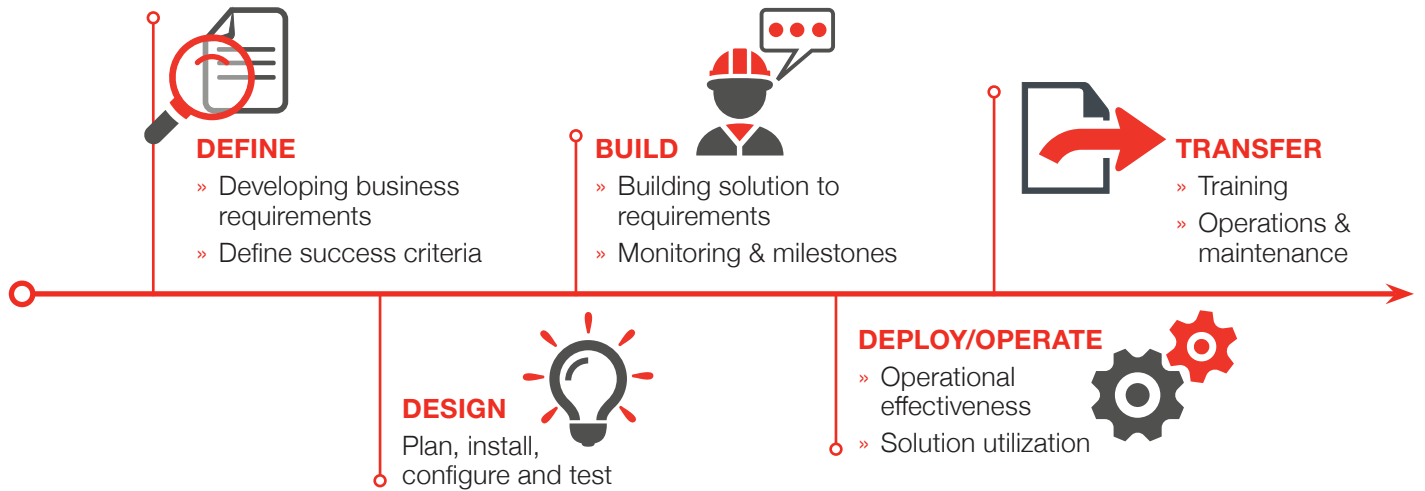 DEFINE
» Developing business
requirements
» Define success criteria
DESIGN
Plan, install,
configure and test
BUILD
» Building solution to
requirements
» Monitoring & milestones
DEPLOY/OPERATE
» Operational
effectiveness
» Solution utilization
TRANSFER
» Training
» Operations &
maintenance